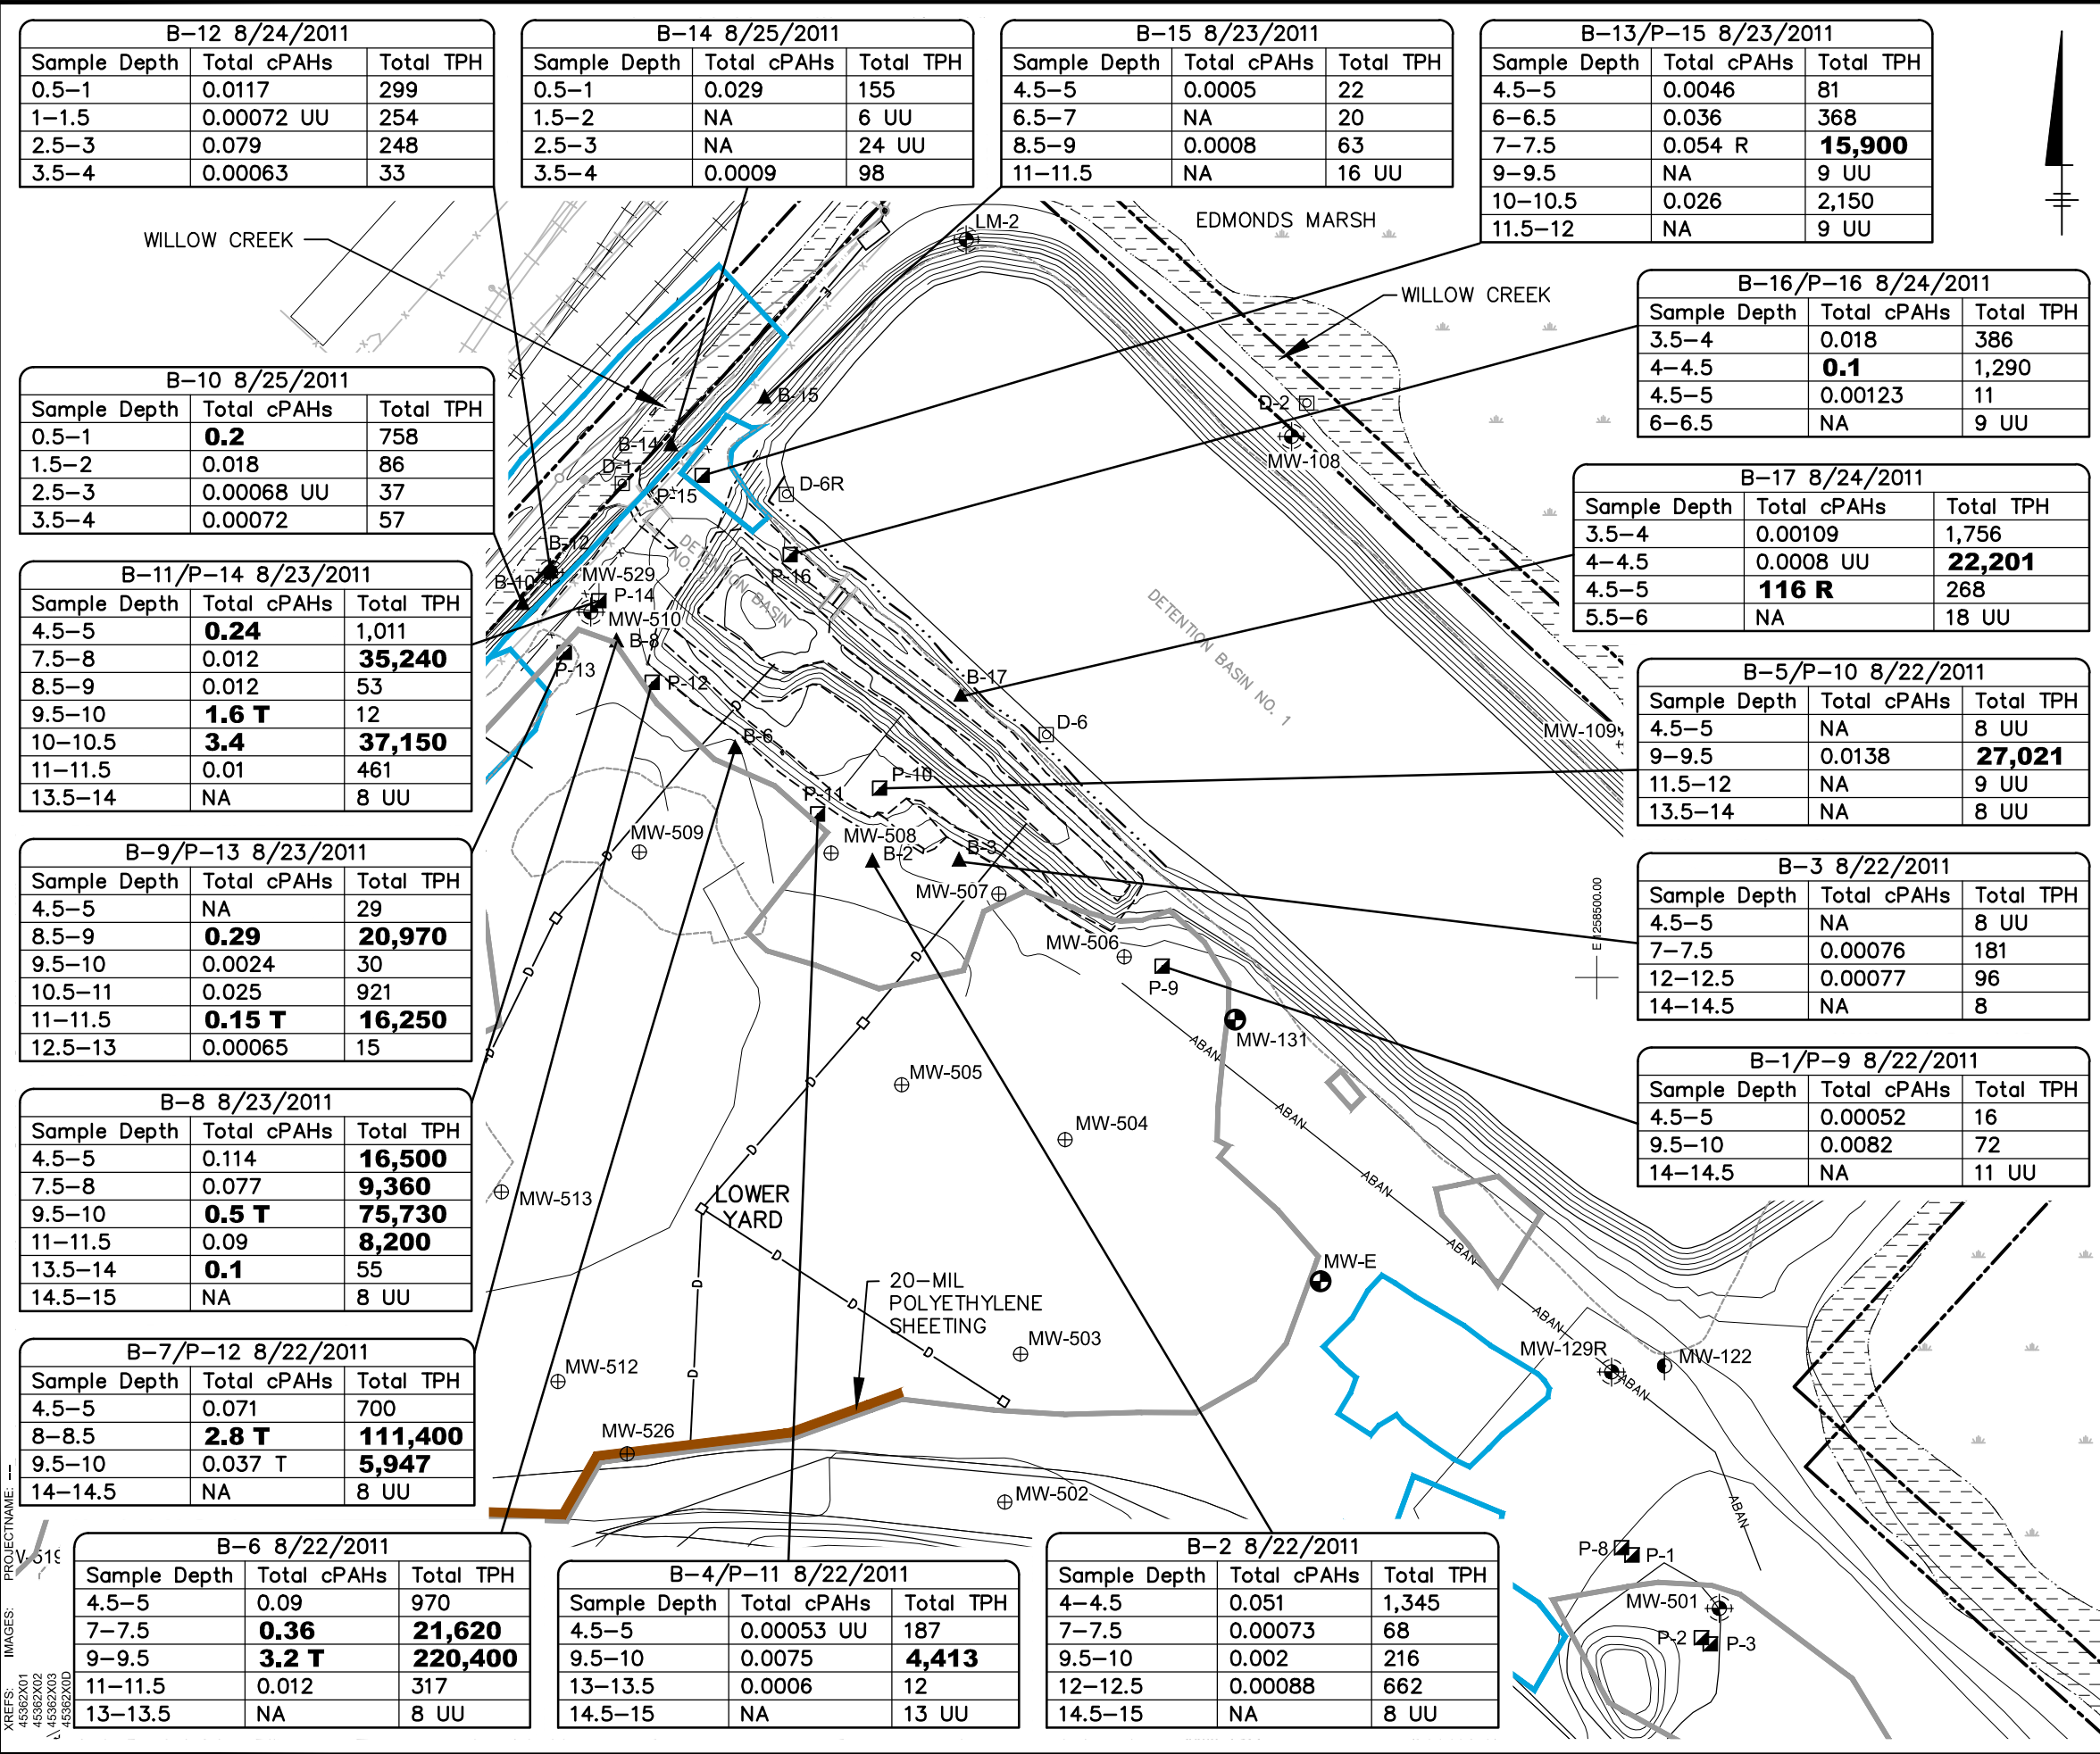 B-12 8/24/2011
Sample Depth Total cPAHs Total TPH
0.5-1 0.0117 299
1-1.5 0.00072 UU 254
2.5-3 0.079 248
3.5-4 0.00063 33
B-14 8/25/2011
Sample Depth Total cPAHs Total TPH
0.5-1 0.029 155
1.5-2 NA 6 UU
2.5-3 NA 24 UU
3.5-4 0.0009 98
B-15 8/23/2011
Sample Depth Total cPAHs Total TPH
4.5-5 0.0005 22
6.5-7 NA 20
8.5-9 0.0008 63
11-11.5 NA 16 UU
B-13/P-15 8/23/2011
Sample Depth Total cPAHs Total TPH
4.5-5 0.0046 81
6-6.5 0.036 368
7-7.5 0.054 R 15,900
9-9.5 NA 9 UU
10-10.5 0.026 2,150
11.5-12 NA 9 UU
WILLOW CREEK
LM-2
EDMONDS MARSH
WILLOW CREEK
B-16/P-16 8/24/2011
Sample Depth Total cPAHs Total TPH
3.5-4 0.018 386
4-4.5 0.1 1,290
4.5-5 0.00123 11
6-6.5 NA 9 UU
B-10 8/25/2011
Sample Depth Total cPAHs Total TPH
0.5-1 0.2 758
1.5-2 0.018 86
2.5-3 0.00068 UU 37
3.5-4 0.00072 57
B-15
D-2
B-14
MW-108
D-1
P-15
D-6R
B-17 8/24/2011
Sample Depth Total cPAHs Total TPH
3.5-4 0.00109 1,756
4-4.5 0.0008 UU 22,201
4.5-5 116 R 268
5.5-6 NA 18 UU
B-12
DETENTION BASIN
NO.
P-16
B-10
MW-529
P-14
MW-510
B-8
P-13
P-12
DETENTION BASIN NO. 1
B-11/P-14 8/23/2011
Sample Depth Total cPAHs Total TPH
4.5-5 0.24 1,011
7.5-8 0.012 35,240
8.5-9 0.012 53
9.5-10 1.6 T 12
10-10.5 3.4 37,150
11-11.5 0.01 461
13.5-14 NA 8 UU
B-17
D-6
MW-109
B-6
P-10
P-11
B-5/P-10 8/22/2011
Sample Depth Total cPAHs Total TPH
4.5-5 NA 8 UU
9-9.5 0.0138 27,021
11.5-12 NA 9 UU
13.5-14 NA 8 UU
MW-509
MW-508
B-2
B-3
MW-507
MW-506
P-9
MW-131
E 1258500.00
B-9/P-13 8/23/2011
Sample Depth Total cPAHs Total TPH
4.5-5 NA 29
8.5-9 0.29 20,970
9.5-10 0.0024 30
10.5-11 0.025 921
11-11.5 0.15 T 16,250
12.5-13 0.00065 15
B-3 8/22/2011
Sample Depth Total cPAHs Total TPH
4.5-5 NA 8 UU
7-7.5 0.00076 181
12-12.5 0.00077 96
14-14.5 NA 8
B-1/P-9 8/22/2011
Sample Depth Total cPAHs Total TPH
4.5-5 0.00052 16
9.5-10 0.0082 72
14-14.5 NA 11 UU
B-8 8/23/2011
Sample Depth Total cPAHs Total TPH
4.5-5 0.114 16,500
7.5-8 0.077 9,360
9.5-10 0.5 T 75,730
11-11.5 0.09 8,200
13.5-14 0.1 55
14.5-15 NA 8 UU
D
D
D
D
D
D
D
D
D
D
D
D
ABAN
ABAN
ABAN
ABAN
ABAN
ABAN
ABAN
MW-505
MW-504
MW-513
LOWER
YARD
MW-E
20-MIL
POLYETHYLENE
SHEETING
MW-503
MW-512
MW-129R
MW-122
MW-526
MW-502
B-7/P-12 8/22/2011
Sample Depth Total cPAHs Total TPH
4.5-5 0.071 700
8-8.5 2.8 T 111,400
9.5-10 0.037 T 5,947
14-14.5 NA 8 UU
B-6 8/22/2011
Sample Depth Total cPAHs Total TPH
4.5-5 0.09 970
7-7.5 0.36 21,620
9-9.5 3.2 T 220,400
11-11.5 0.012 317
13-13.5 NA 8 UU
B-4/P-11 8/22/2011
Sample Depth Total cPAHs Total TPH
4.5-5 0.00053 UU 187
9.5-10 0.0075 4,413
13-13.5 0.0006 12
14.5-15 NA 13 UU
B-2 8/22/2011
Sample Depth Total cPAHs Total TPH
4-4.5 0.051 1,345
7-7.5 0.00073 68
9.5-10 0.002 216
12-12.5 0.00088 662
14.5-15 NA 8 UU
P-8
P-1
MW-501
P-2
P-3
XREFS: IMAGES: PROJECTNAME: --
45362X01
45362X02
45362X03
45362X0D